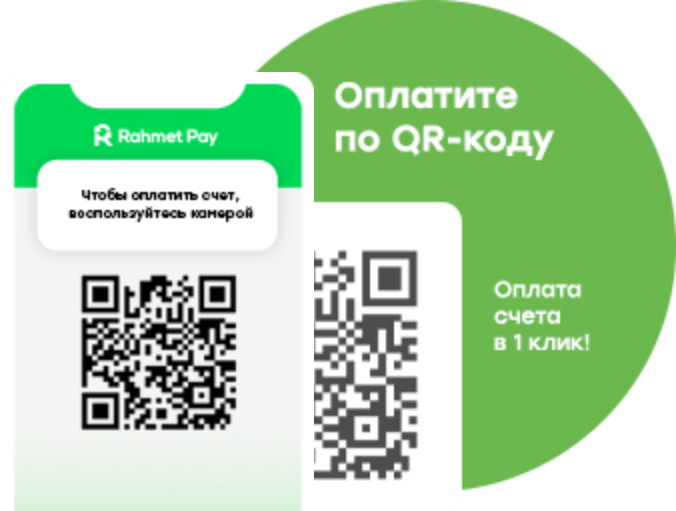 Оплатите
по QR-коду
Rahmet Pay
Чтобы оплатить счет,
воспользуйтесь камерой
Оплата
счета
в 1 клик!